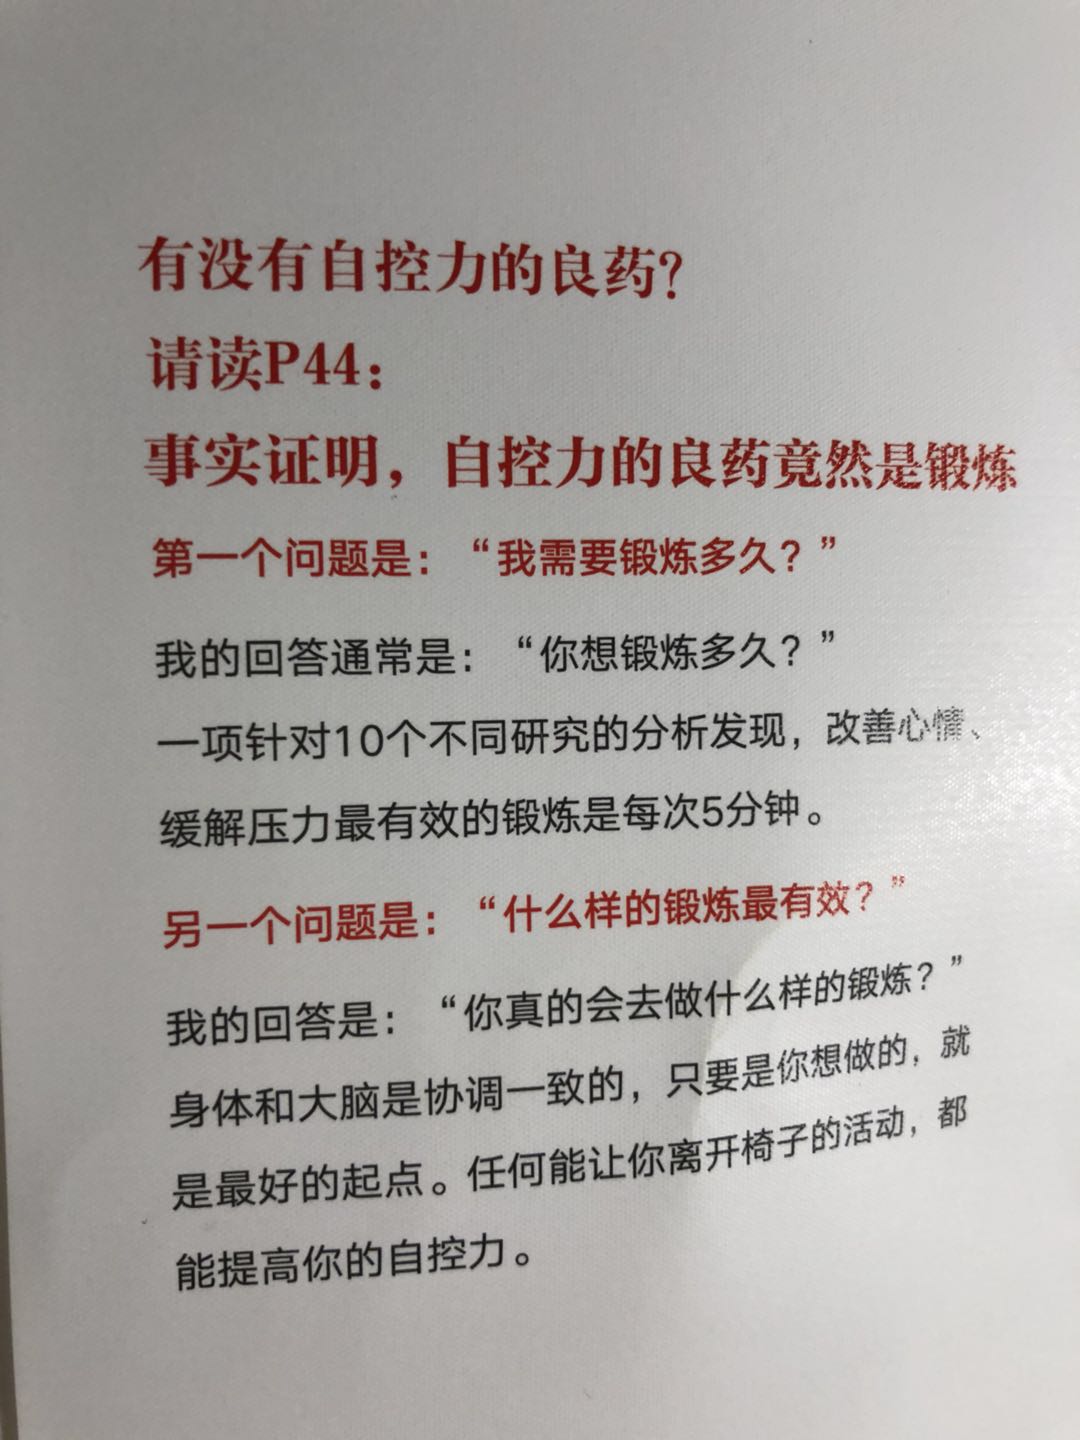 有没有自控力的良药？
请读P44：
事实证明，自控力的良药竟然是锻炼
第一个问题是：“我需要锻炼多久？”
我的回答通常是：“你想锻炼多久？”
一项针对10个不同研究的分析发现，改善心情、
缓解压力最有效的锻炼是每次5分钟。
另一个问题是：“什么样的锻炼最有效？”
我的回答是：“你真的会去做什么样的锻炼？”
身体和大脑是协调一致的，只要是你想做的，就
是最好的起点。任何能让你离开椅子的活动，都
能提高你的自控力。